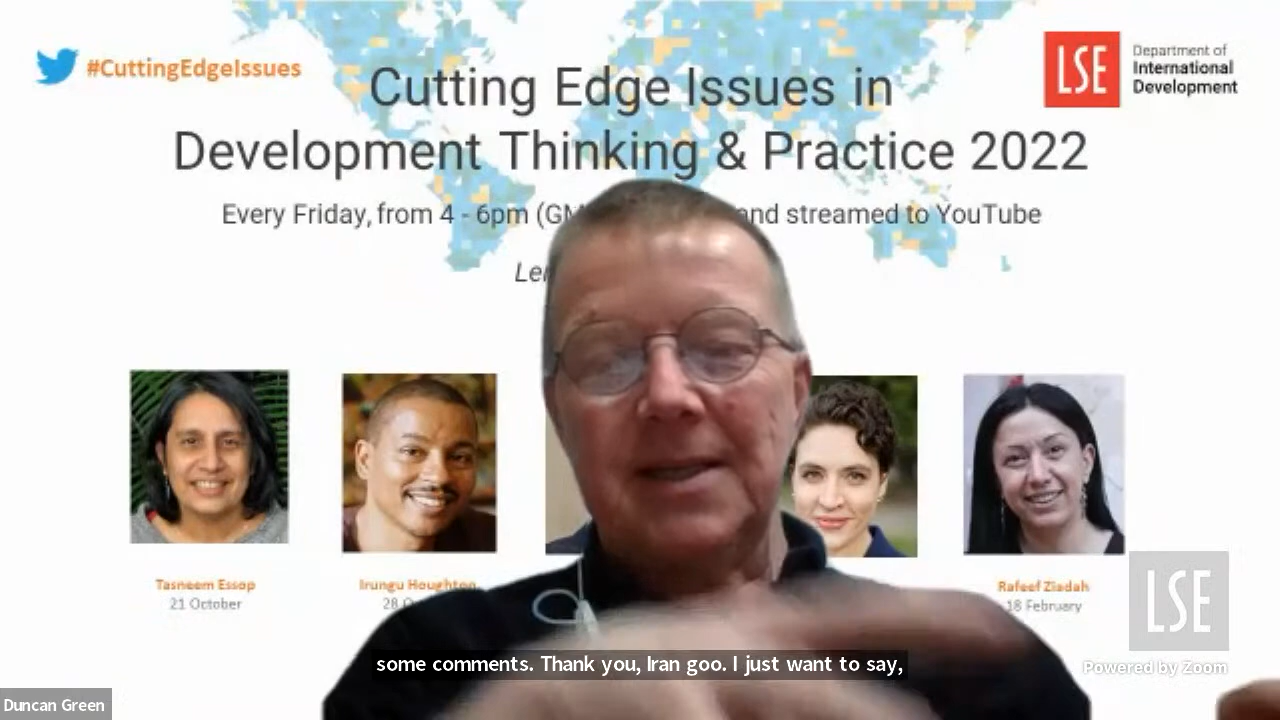 #CuttingEdgeIssues
LSE
Department of
International
Development
Cutting Edge Issues in
Development Thinking & Practice 2022
Every Friday, from 4 - 6pm (GM and streamed to YouTube
Tasneem Essop
21 October
Irungu Houghton
28
Rafeef Ziadah
18 February
LSE
Powered by Zoom
some comments. Thank you, Iran goo. I just want to say,
Duncan Green